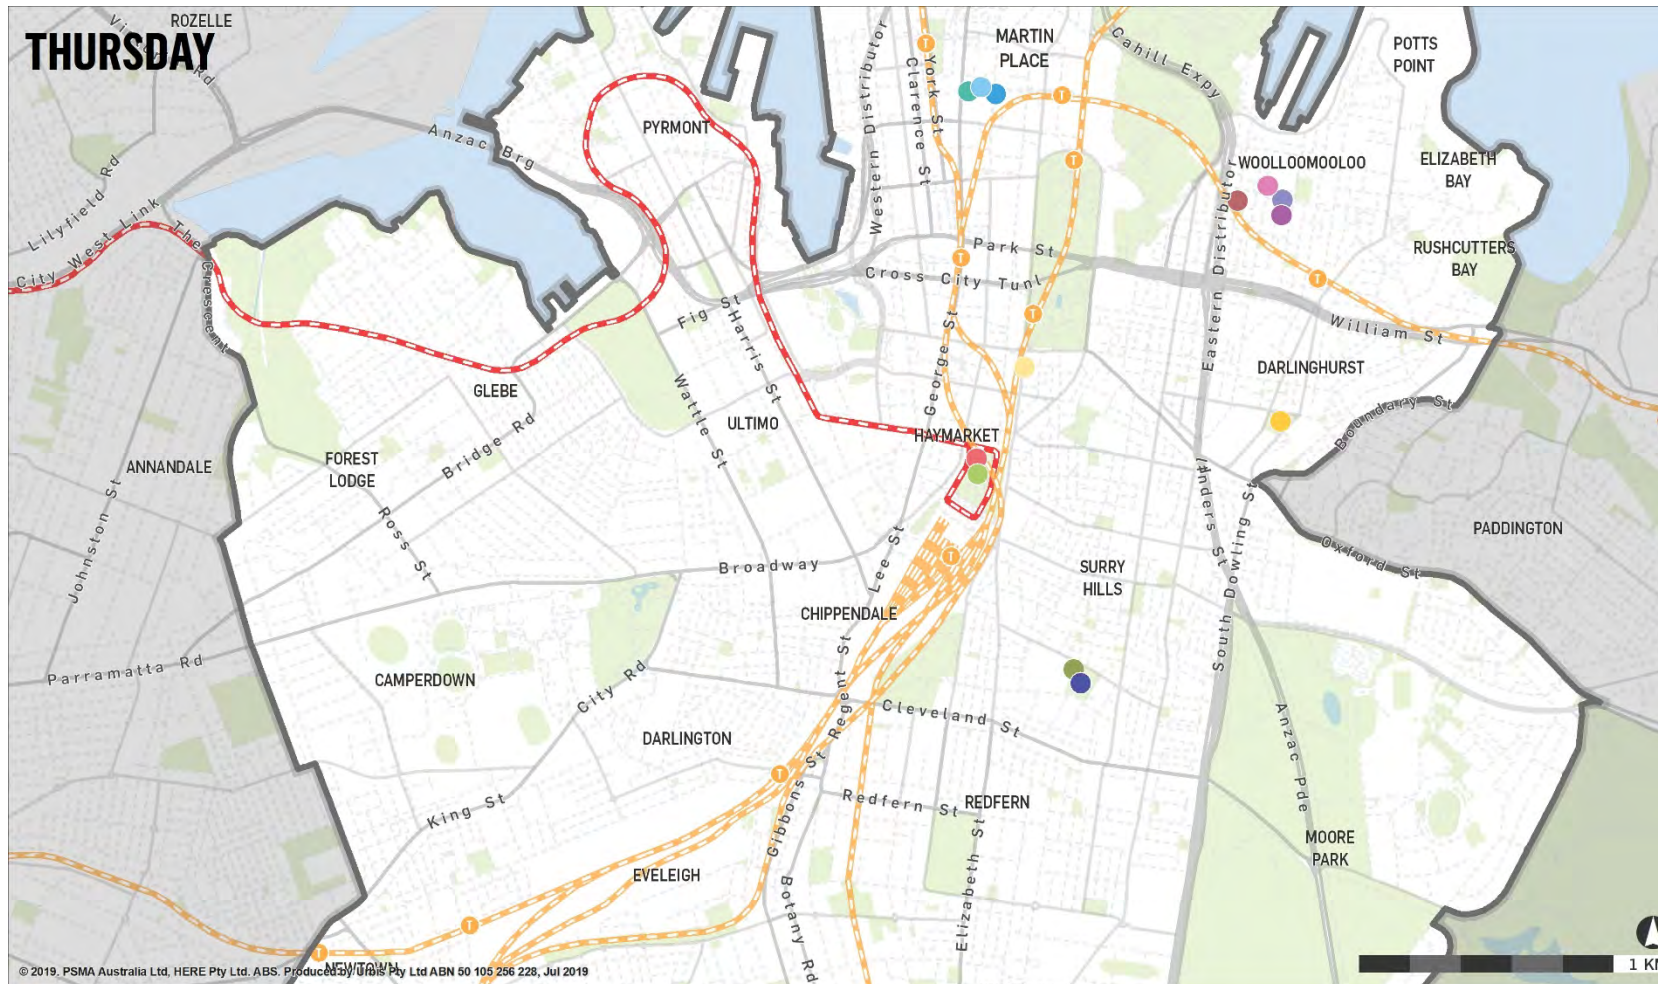 THURSDAY
ROZELLE
Victoria Rd
MARTIN
PLACE
POTTS
POINT
Cahill Expy
York St
Clarence St
Western Distributor
PYRMONT
Anzac Brg
Lilyfield Rd
City West Link
The Crescent
WOOLLOOMOOLOO
ELIZABETH
BAY
RUSHCUTTERS
BAY
Park St
Cross City Tunl
Eastern Distributor
William St
Fig St
Harris St
George St
DARLINGHURST
Boundary St
GLEBE
Wattle St
ULTIMO
HAYMARKET
Bridge Rd
ANNANDALE
FOREST
LODGE
Johnston St
Ross St
Broadway
Lee St
SURRY
HILLS
South Dowling St
Oxford St
PADDINGTON
CHIPPENDALE
Parramatta Rd
CAMPERDOWN
City Rd
Regent St
Cleveland St
DARLINGTON
Anzac Pde
King St
Gibbons St
Redfern St
REDFERN
MOORE
PARK
EVELEIGH
Botany Rd
Elizabeth St
NEWTOWN
© 2019. PSMA Australia Ltd, HERE Pty Ltd. ABS. Produced by Urbis Pty Ltd ABN 50 105 256 228, Jul 2019
T
T
T
T
T
T
T
T
T
T
T